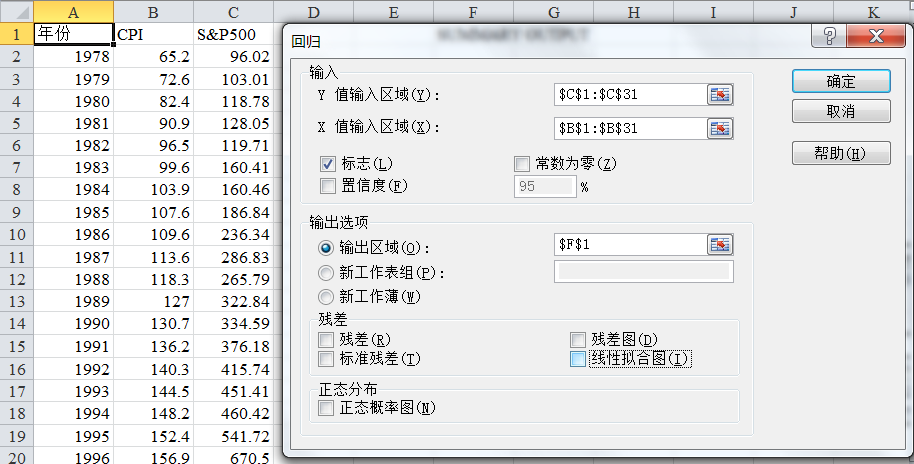 A B C D E F G H I J K
1 年份 CPI S&P500 SUMMARY OUTPUT
2 1978 65.2 96.02
3 1979 72.6 103.01
4 1980 82.4 118.78
5 1981 90.9 128.05
6 1982 96.5 119.71
7 1983 99.6 160.41
8 1984 103.9 160.46
9 1985 107.6 186.84
10 1986 109.6 236.34
11 1987 113.6 286.83
12 1988 118.3 265.79
13 1989 127 322.84
14 1990 130.7 334.59
15 1991 136.2 376.18
16 1992 140.3 415.74
17 1993 144.5 451.41
18 1994 148.2 460.42
19 1995 152.4 541.72
20 1996 156.9 670.5
回归
输入
Y 值输入区域(Y): $C$1:$C$31
X 值输入区域(X): $B$1:$B$31
标志(L) 常数为零(Z)
置信度(F) 95 %
输出选项
输出区域(O): $F$1
新工作表组(P):
新工作薄(W)
残差
残差(R) 残差图(D)
标准残差(T) 线性拟合图(I)
正态分布
正态概率图(N)
确定
取消
帮助(H)